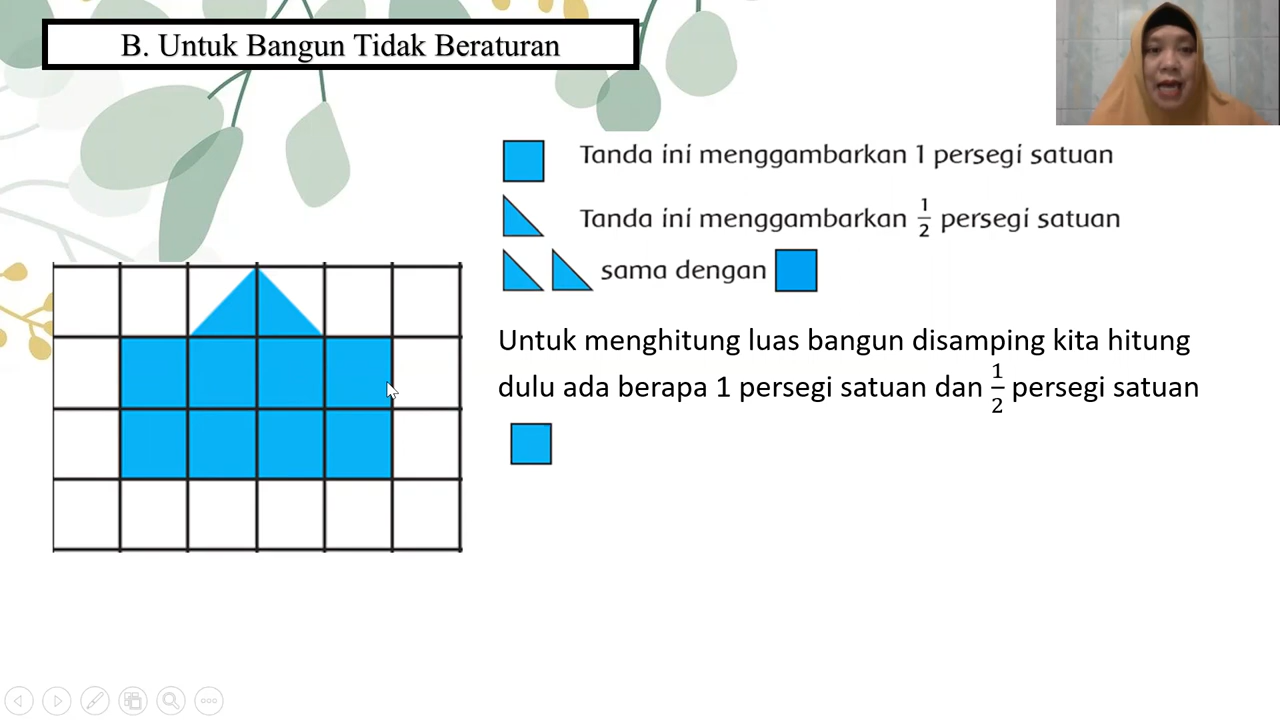 B. Untuk Bangun Tidak Beraturan
Tanda ini menggambarkan 1 persegi satuan
Tanda ini menggambarkan 1/2 persegi satuan
sama dengan
Untuk menghitung luas bangun disamping kita hitung
dulu ada berapa 1 persegi satuan dan 1/2 persegi satuan